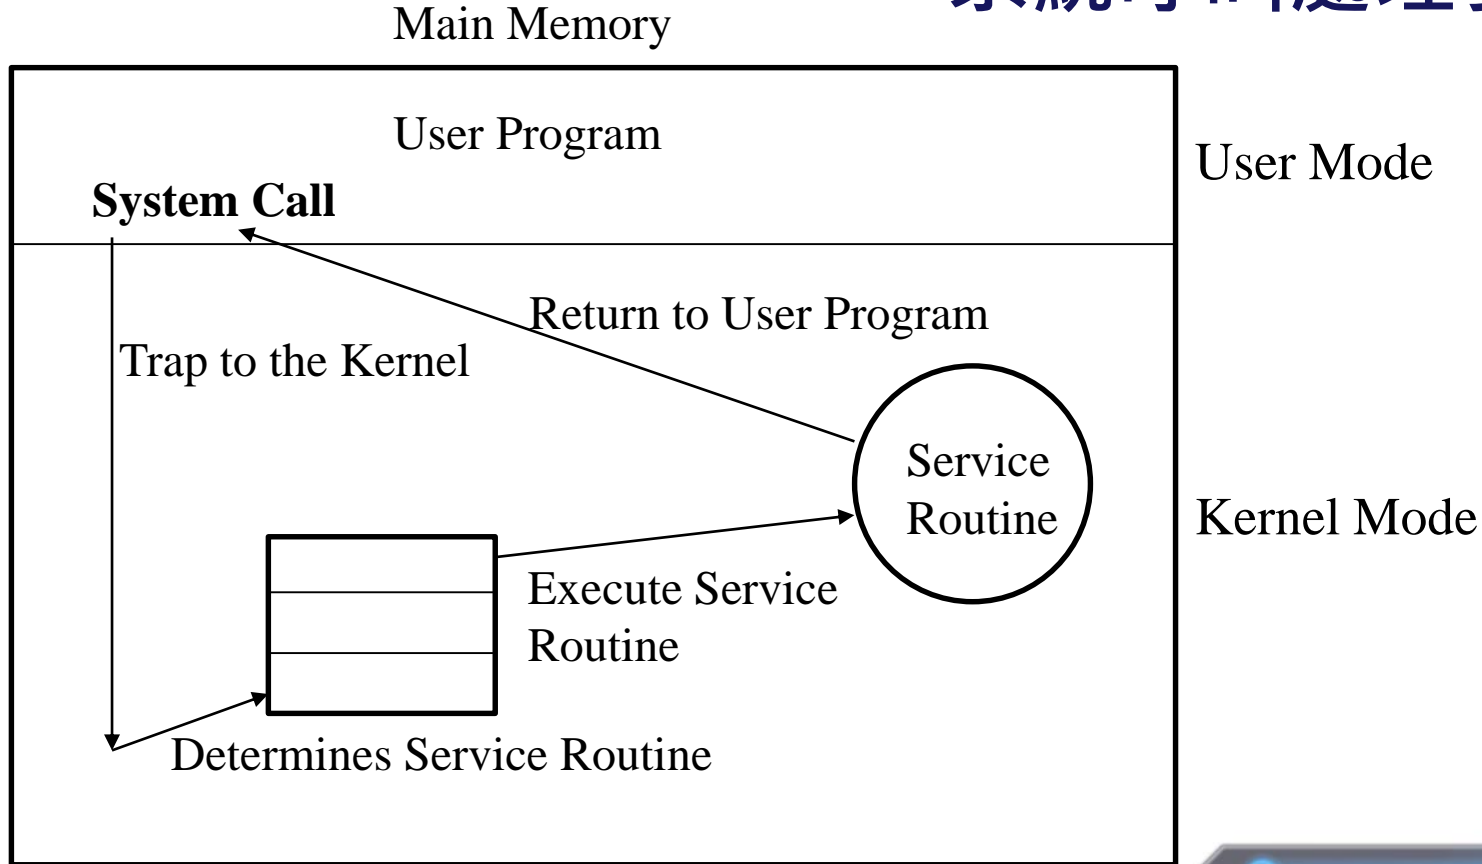 Main Memory
User Program
User Mode
System Call
Return to User Program
Trap to the Kernel
Service
Routine
Kernel Mode
Execute Service
Routine
Determines Service Routine